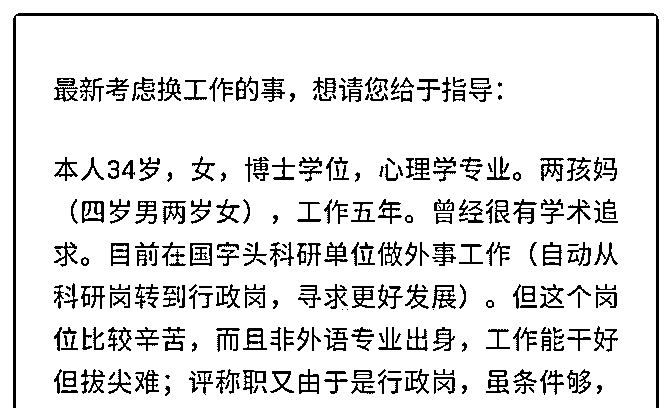 最新考虑换工作的事，想请您给于指导：
本人34岁，女，博士学位，心理学专业。两孩妈
（四岁男两岁女），工作五年。曾经很有学术追
求。目前在国字头科研单位做外事工作（自动从
科研岗转到行政岗，寻求更好发展）。但这个岗
位比较辛苦，而且非外语专业出身，工作能干好
但拔尖难；评称职又由于是行政岗，虽条件够，